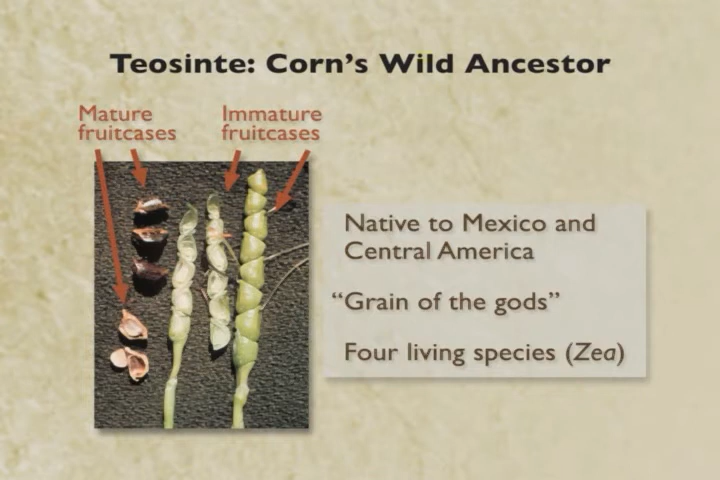 Teosinte: Corn’s Wild Ancestor
Mature
fruitcases
Immature
fruitcases
Native to Mexico and
Central America
“Grain of the gods”
Four living species (Zea)